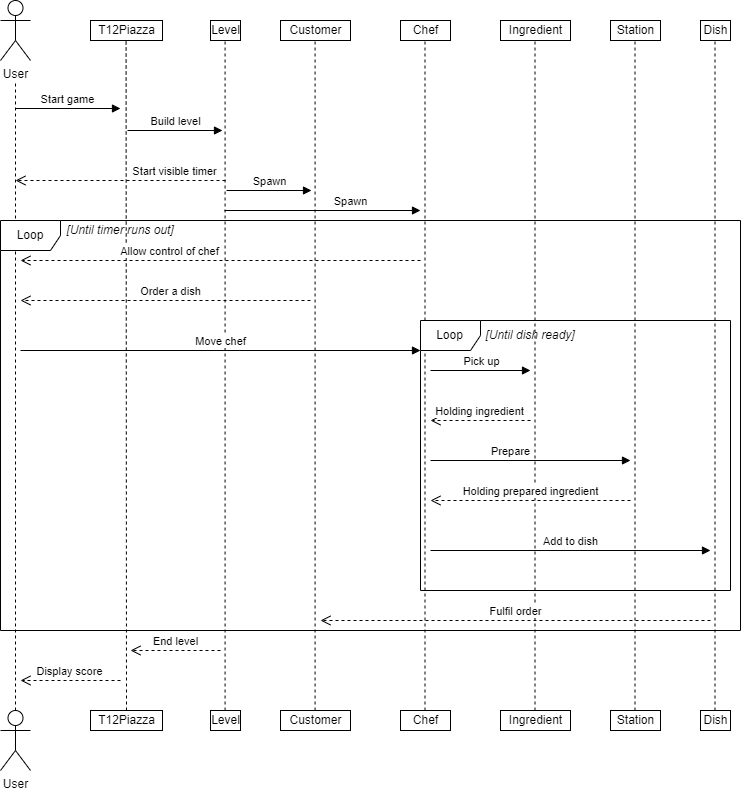 T12Piazza
Level
Customer
Chef
Ingredient
Station
Dish
User
Start game
Build level
Start visible timer
Spawn
Spawn
Loop
[Until timer runs out]
Allow control of chef
Order a dish
Loop
[Until dish ready]
Move chef
Pick up
Holding ingredient
Prepare
Holding prepared ingredient
Add to dish
Fulfil order
End level
Display score
T12Piazza
Level
Customer
Chef
Ingredient
Station
Dish
User